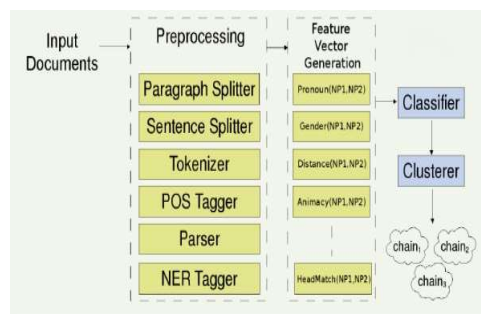 Input
Documents
Preprocessing
Paragraph Splitter
Sentence Splitter
Tokenizer
POS Tagger
Parser
NER Tagger
Feature
Vector
Generation
Pronoun(NP1,NP2)
Gender(NP1,NP2)
Distance(NP1,NP2)
Animacy(NP1,NP2)
HeadMatch(NP1,NP2)
Classifier
Clusterer
chain₁
chain₂
chain₃